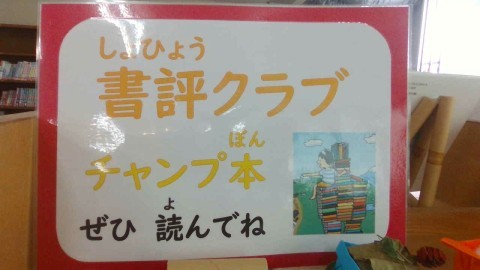 しょひょう
書評クラブ
ぼん
チャンプ本
よ
ぜひ 読んでね